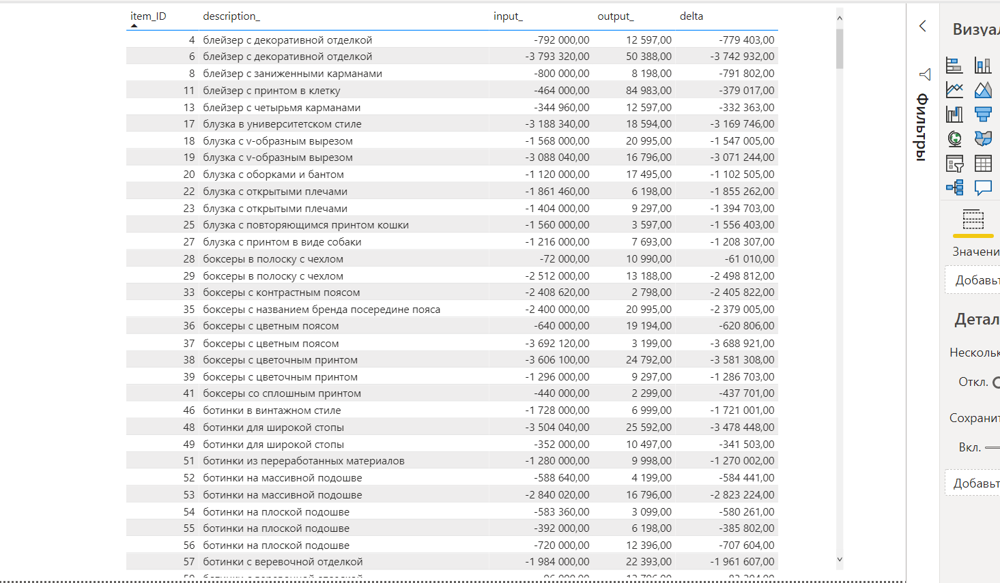 item_ID description_ input_ output_ delta
4 блейзер с декоративной отделкой -792 000,00 12 597,00 -779 403,00
6 блейзер с декоративной отделкой -3 793 320,00 50 388,00 -3 742 932,00
8 блейзер с заниженными карманами -800 000,00 8 198,00 -791 802,00
11 блейзер с принтом в клетку -464 000,00 84 983,00 -379 017,00
13 блейзер с четырьмя карманами -344 960,00 12 597,00 -332 363,00
17 блузка в университетском стиле -3 188 340,00 18 594,00 -3 169 746,00
18 блузка с v-образным вырезом -1 568 000,00 20 995,00 -1 547 005,00
19 блузка с v-образным вырезом -3 088 040,00 16 796,00 -3 071 244,00
20 блузка с оборками и бантом -1 120 000,00 17 495,00 -1 102 505,00
22 блузка с открытыми плечами -1 861 460,00 6 198,00 -1 855 262,00
23 блузка с открытыми плечами -1 404 000,00 9 297,00 -1 394 703,00
25 блузка с повторяющимся принтом кошки -1 560 000,00 3 597,00 -1 556 403,00
27 блузка с принтом в виде собаки -1 216 000,00 7 693,00 -1 208 307,00
28 боксеры в полоску с чехлом -72 000,00 10 990,00 -61 010,00
29 боксеры в полоску с чехлом -2 512 000,00 13 188,00 -2 498 812,00
33 боксеры с контрастным поясом -2 408 620,00 2 798,00 -2 405 822,00
35 боксеры с названием бренда посередине пояса -2 400 000,00 20 995,00 -2 379 005,00
36 боксеры с цветным поясом -640 000,00 19 194,00 -620 806,00
37 боксеры с цветным поясом -3 692 120,00 3 199,00 -3 688 921,00
38 боксеры с цветочным принтом -3 606 100,00 24 792,00 -3 581 308,00
39 боксеры с цветочным принтом -1 296 000,00 9 297,00 -1 286 703,00
41 боксеры со сплошным принтом -440 000,00 2 299,00 -437 701,00
46 ботинки в винтажном стиле -1 728 000,00 6 999,00 -1 721 001,00
48 ботинки для широкой стопы -3 504 040,00 25 592,00 -3 478 448,00
49 ботинки для широкой стопы -352 000,00 10 497,00 -341 503,00
51 ботинки из переработанных материалов -1 280 000,00 9 998,00 -1 270 002,00
52 ботинки на массивной подошве -588 640,00 4 199,00 -584 441,00
53 ботинки на массивной подошве -2 840 020,00 16 796,00 -2 823 224,00
54 ботинки на плоской подошве -583 360,00 3 099,00 -580 261,00
55 ботинки на плоской подошве -392 000,00 6 198,00 -385 802,00
56 ботинки на плоской подошве -720 000,00 12 396,00 -707 604,00
57 ботинки с веревочной отделкой -1 984 000,00 22 393,00 -1 961 607,00
Фильтры
Визуал
Значени
Добавьт
Детал
Нескольк
Откл.
Сохранит
Вкл.
Добавьт